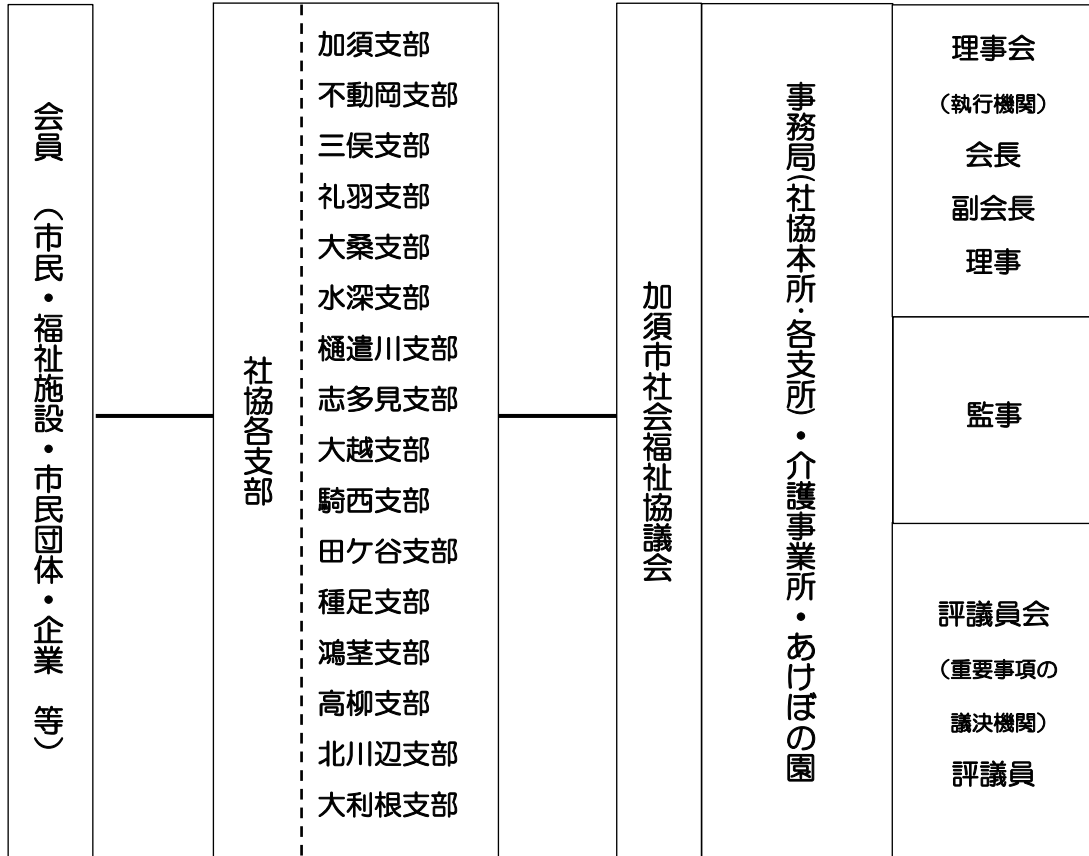 会員 （市民・福祉施設・市民団体・企業 等）
社協各支部
加須支部
不動岡支部
三俣支部
礼羽支部
大桑支部
水深支部
樋遣川支部
志多見支部
大越支部
騎西支部
田ケ谷支部
種足支部
鴻茎支部
高柳支部
北川辺支部
大利根支部
加須市社会福祉協議会
事務局（社協本所・各支所）・介護事業所・あけぼの園
理事会
（執行機関）
会長
副会長
理事
監事
評議員会
（重要事項の
議決機関）
評議員